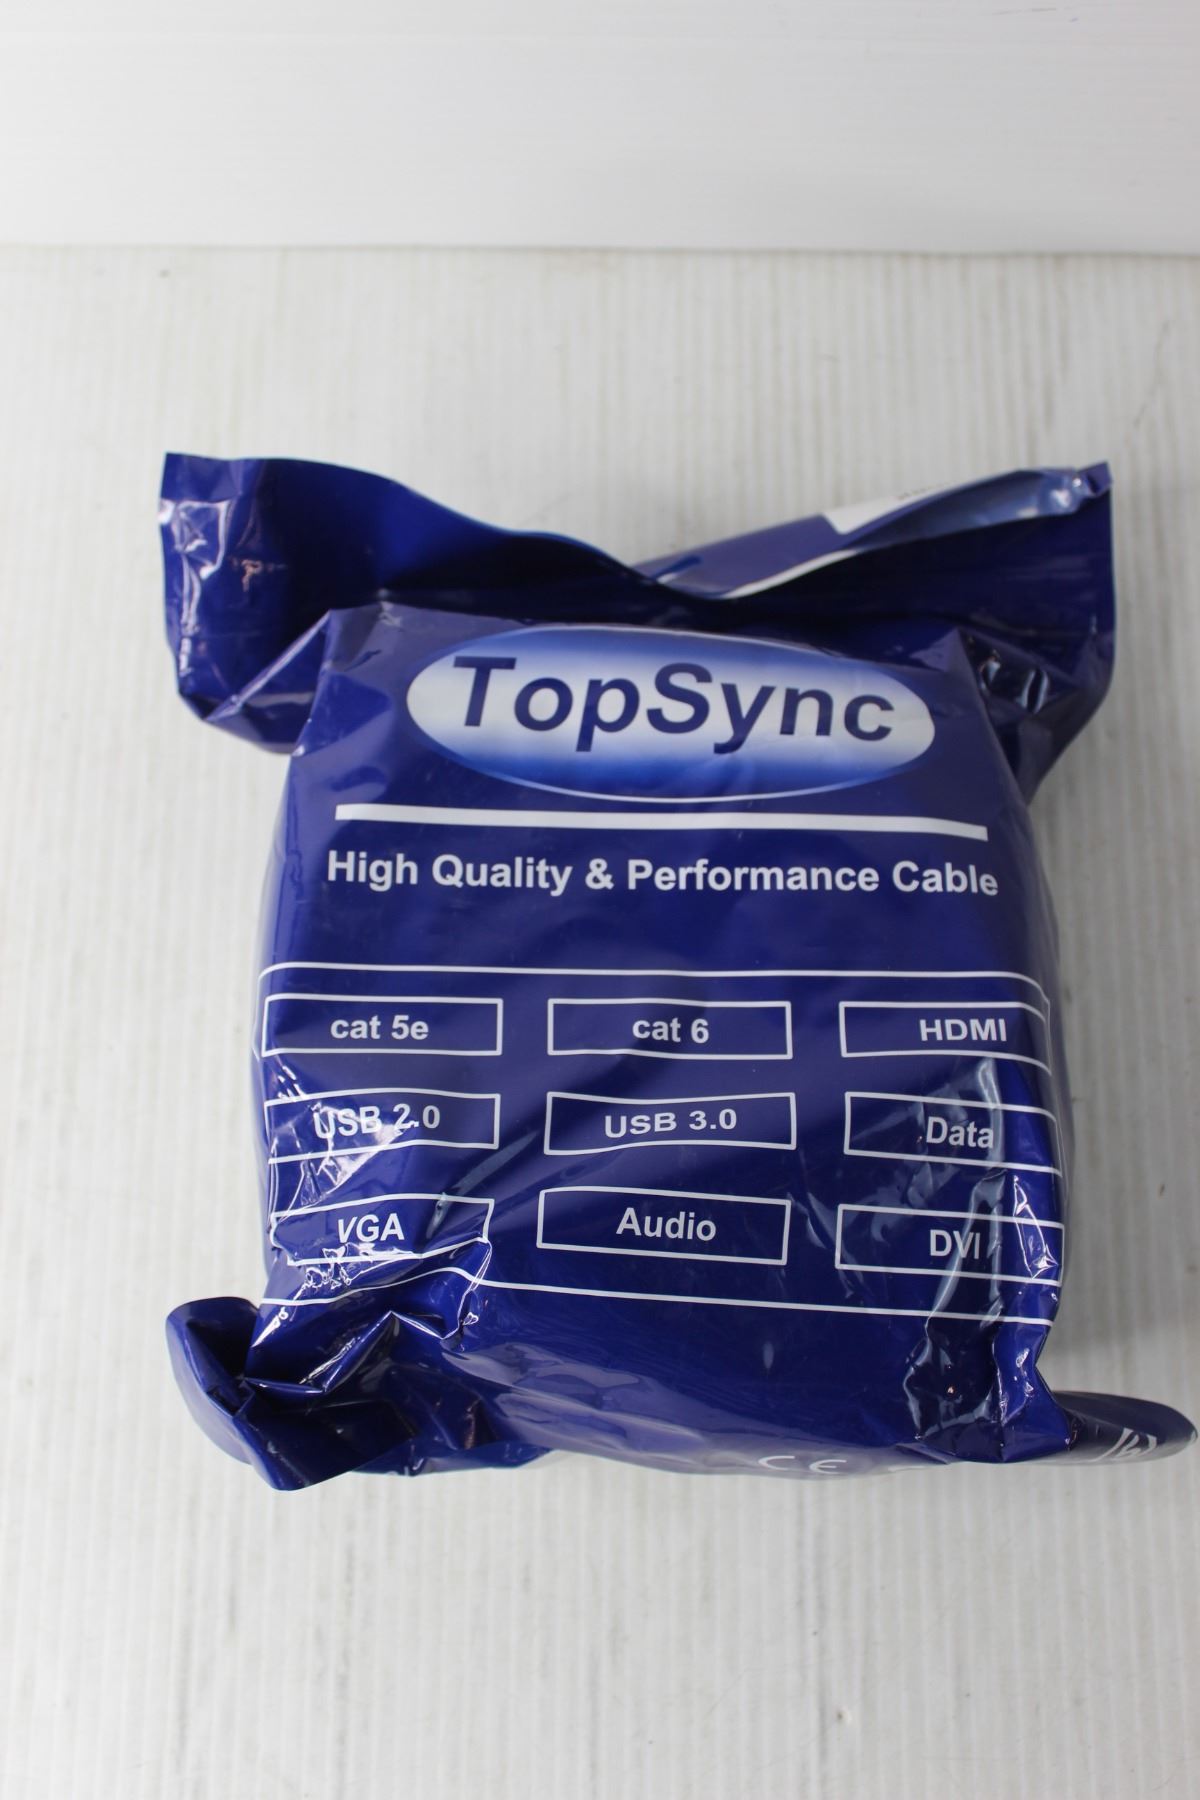 TopSync
High Quality & Performance Cable
cat 5e
cat 6
HDMI
USB 2.0
USB 3.0
Data
VGA
Audio
DVI
CE